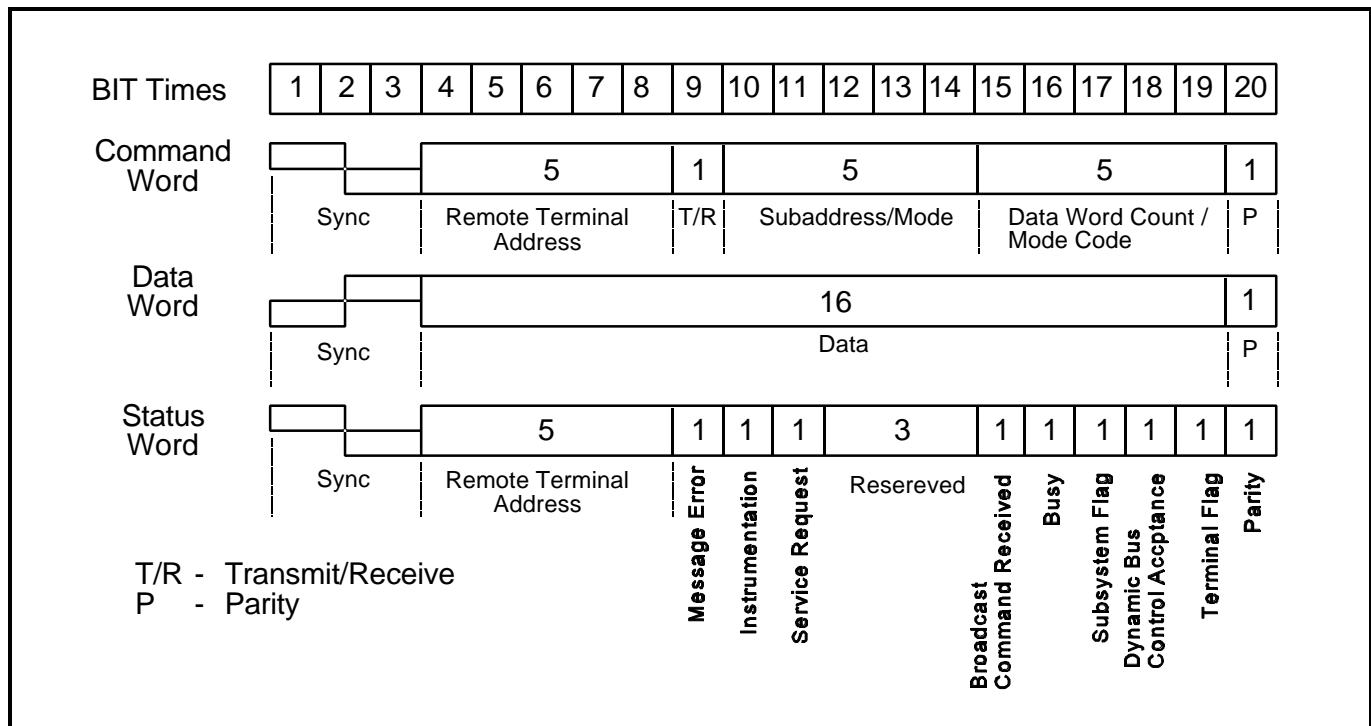 BIT Times 1 2 3 4 5 6 7 8 9 10 11 12 13 14 15 16 17 18 19 20
Command
Word
5 1 5 5 1
Sync Remote Terminal
Address
T/R Subaddress/Mode Data Word Count /
Mode Code
P
Data
Word
16 1
Sync Data P
Status
Word
5 1 1 1 3 1 1 1 1 1 1
Sync Remote Terminal
Address
Message Error
Instrumentation
Service Request
Resereved
Broadcast
Command Received
Busy
Subsystem Flag
Dynamic Bus
Control Accptance
Terminal Flag
Parity
T/R - Transmit/Receive
P - Parity